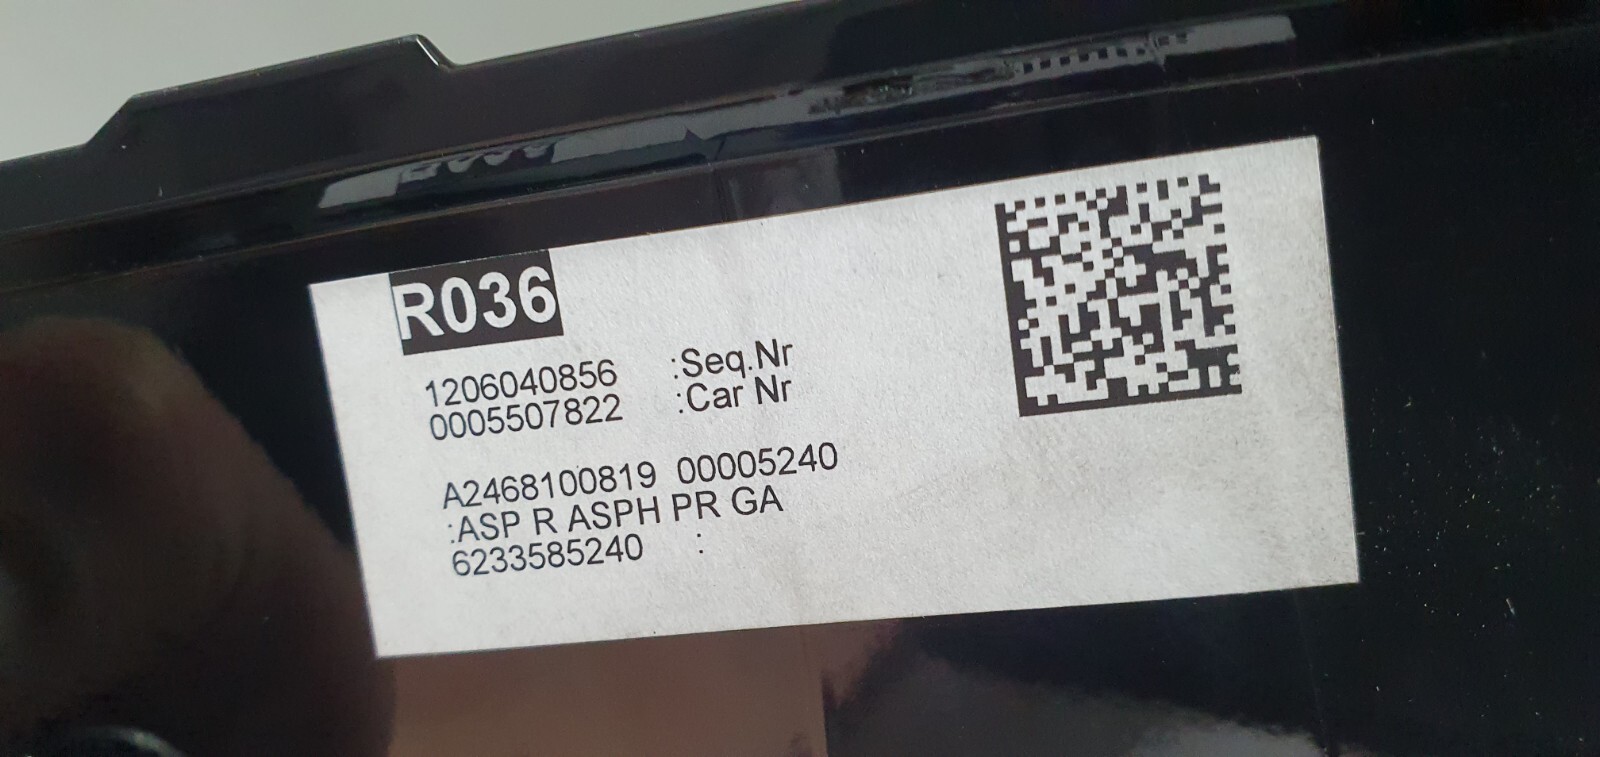 R036
1206040856 :Seq.Nr
0005507822 :Car Nr
A2468100819 00005240
:ASP R ASPH PR GA
6233585240 :